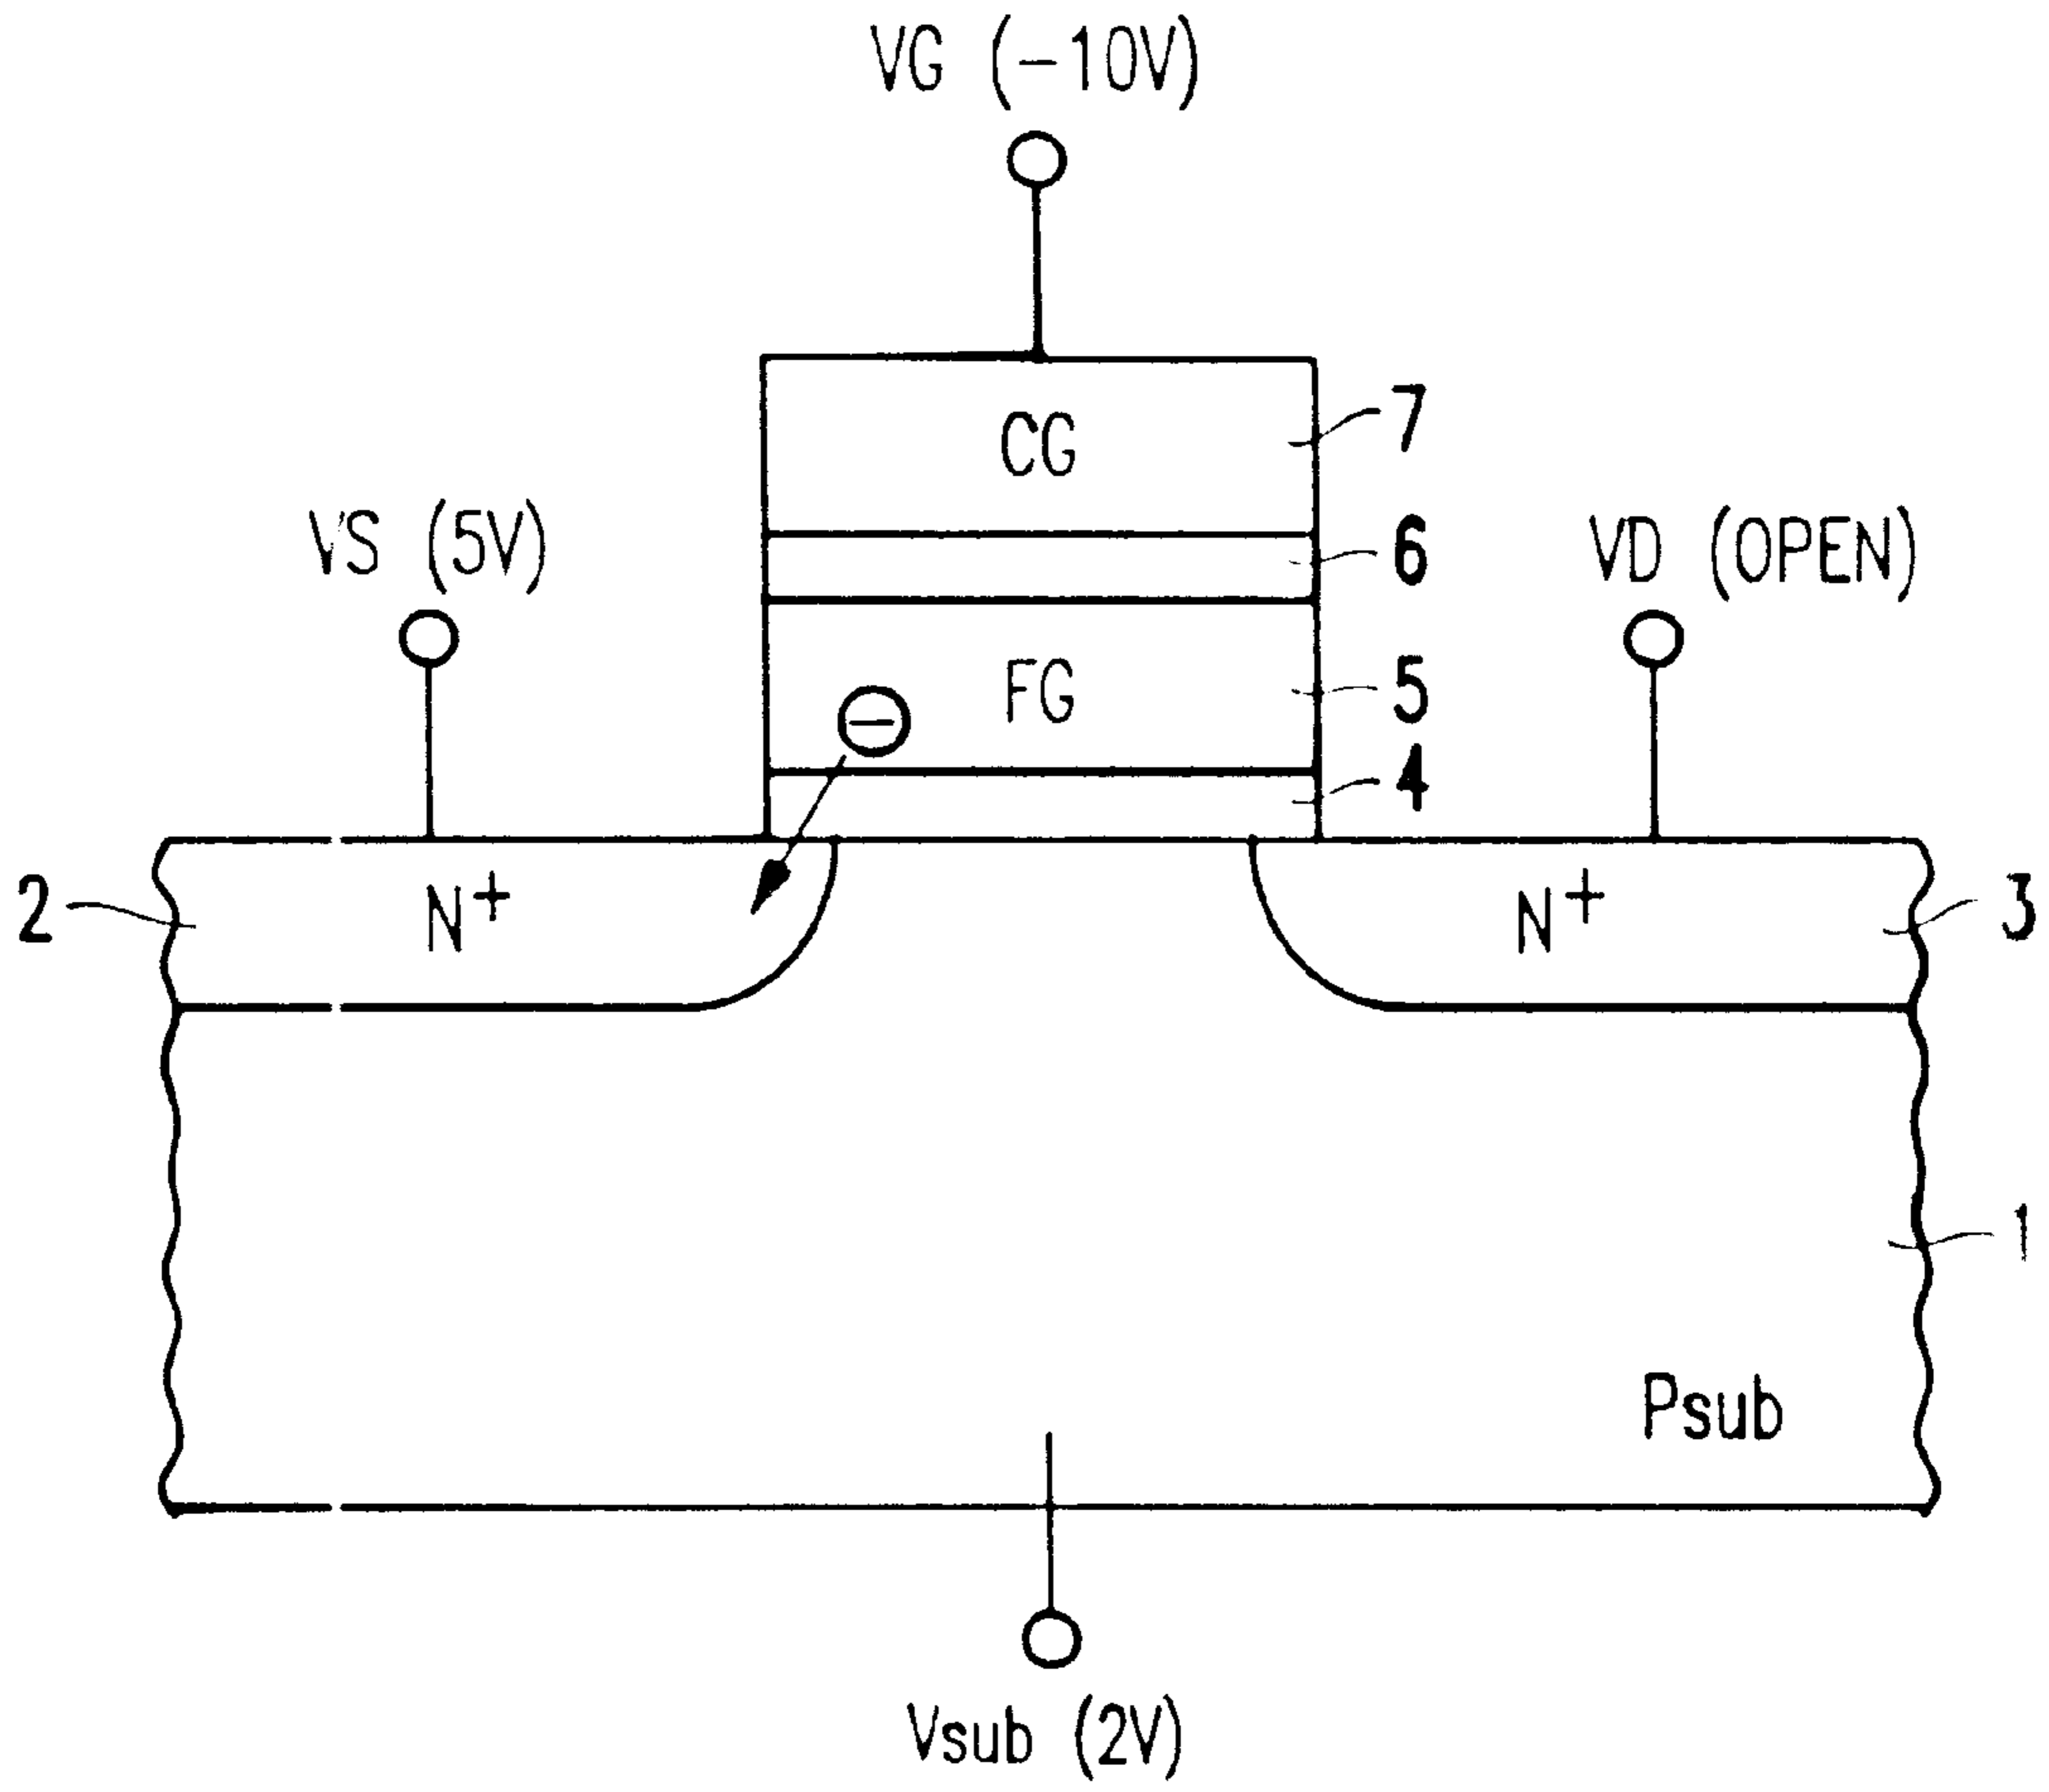 VG (-10V)
CG
7
VS (5V)
6
VD (OPEN)
FG
5
⊖
4
2
N+
N+
3
1
Psub
Vsub (2V)